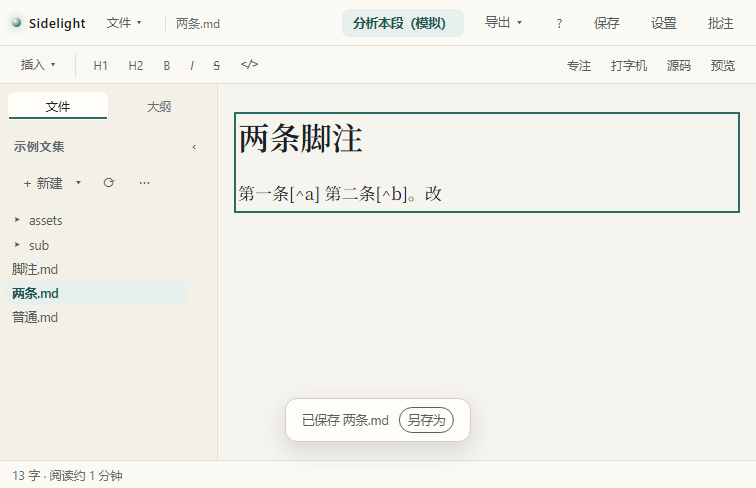 Sidelight 文件 ▾ 两条.md 分析本段（模拟） 导出 ▾ ? 保存 设置 批注
插入 ▾ H1 H2 B I S </> 专注 打字机 源码 预览
文件 大纲
示例文集 ‹
+ 新建 ▾ ⟳ ···
▸ assets
▸ sub
脚注.md
两条.md
普通.md
两条脚注
第一条[^a] 第二条[^b]。改
已保存 两条.md 另存为
13 字 · 阅读约 1 分钟